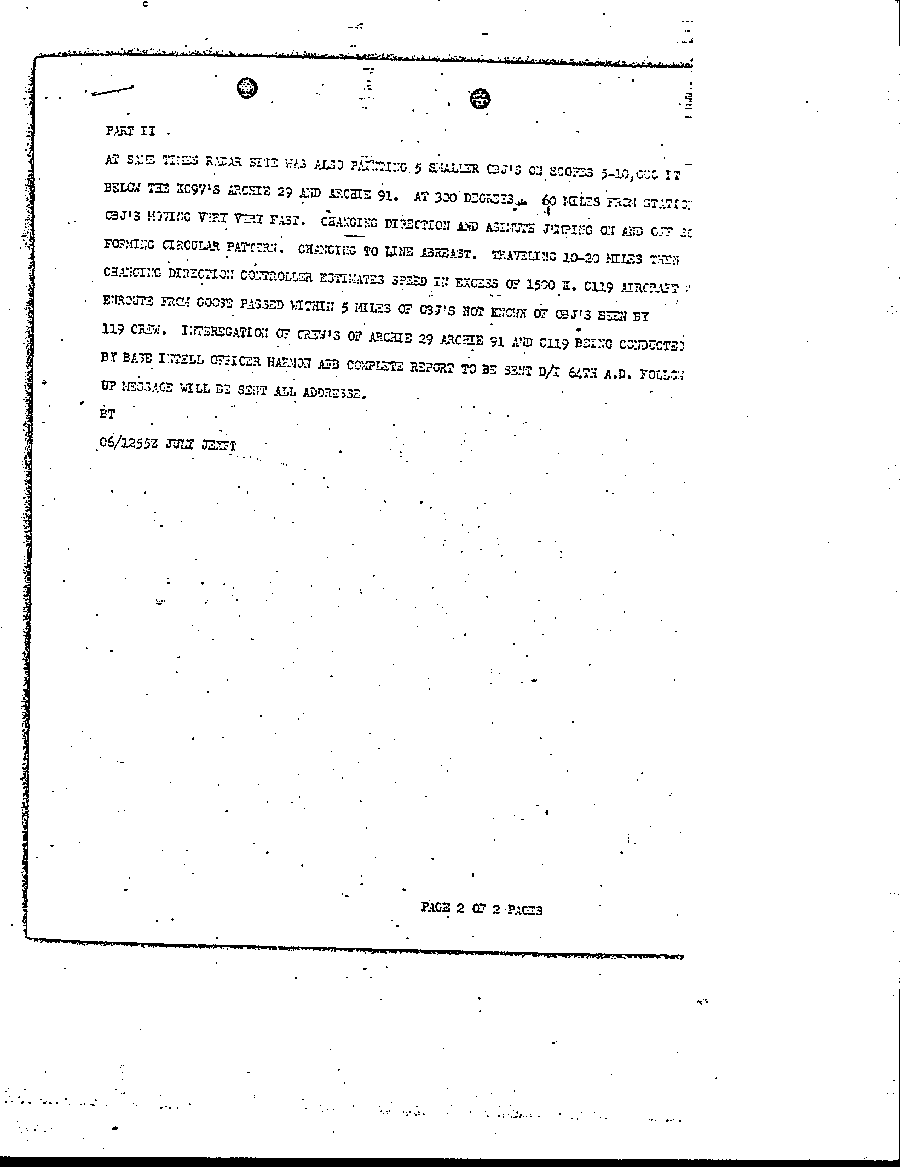 PART II .
AT SAME TIMES RADAR SITE WAS ALSO PAINTING 5 SMALLER OBJ'S ON SCOPES 5-10,000 FT
BELOW THE KC97'S ARCHIE 29 AND ARCHIE 91. AT 300 DEGREES 60 MILES FROM STATIO
OBJ'S MOVING VERY VERY FAST. CHANGING DIRECTION AND ASIMUTE JUMPING ON AND OFF
FORMING CIRCULAR PATTERN. CHANGING TO LINE ABREAST. TRAVELING 10-20 MILES THEN
CHANGING DIRECTION CONTROLLER ESTIMATES SPEED IN EXCESS OF 1500 K. C119 AIRCRAFT
ENROUTE FROM GOOSE PASSED WITHIN 5 MILES OF OBJ'S NOT KNOWN OF OBJ'S SEEN BY
119 CREW. INTEREGATION OF CREW'S OF ARCHIE 29 ARCHIE 91 AND C119 BEING CONDUCTED
BY BASE INTELL OFFICER HARMON AFB COMPLETE REPORT TO BE SENT D/I 64TH A.D. FOLLOW
UP MESSAGE WILL BE SENT ALL ADDRESSE.
BT
06/1255Z JULY JEXFT
PAGE 2 OF 2 PAGES